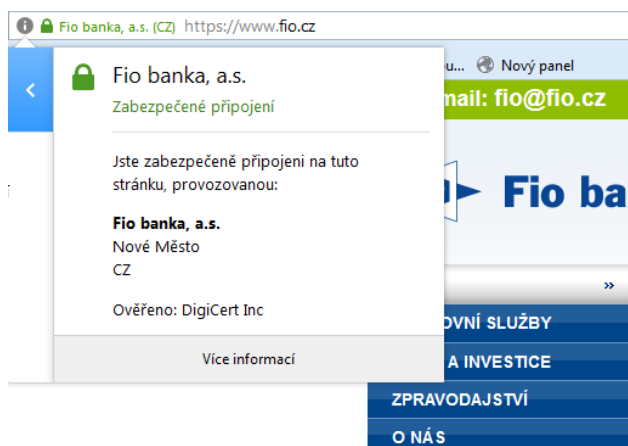 Fio banka, a.s. (CZ) https://www.fio.cz
u... Nový panel
mail: fio@fio.cz
Fio banka, a.s.
Zabezpečené připojení
Jste zabezpečeně připojeni na tuto
stránku, provozovanou:
Fio banka, a.s.
Nové Město
CZ
Ověřeno: DigiCert Inc
Více informací
Fio ba
»
OVNÍ SLUŽBY
A INVESTICE
ZPRAVODAJSTVÍ
O NÁS